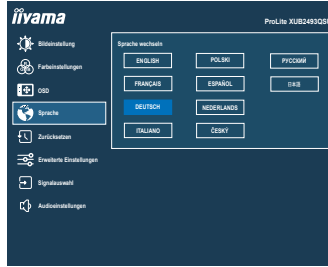 iiyama
ProLite XUB2493QSU
Bildeinstellung
Farbeinstellungen
OSD
Sprache
Zurücksetzen
Erweiterte Einstellungen
Signalauswahl
Audioeinstellungen
Sprache wechseln
ENGLISH
POLSKI
РУССКИЙ
FRANÇAIS
ESPAÑOL
日本語
DEUTSCH
NEDERLANDS
ITALIANO
ČESKÝ